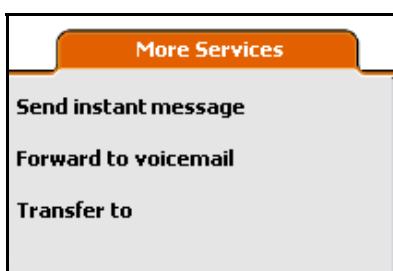 More Services
Send instant message
Forward to voicemail
Transfer to